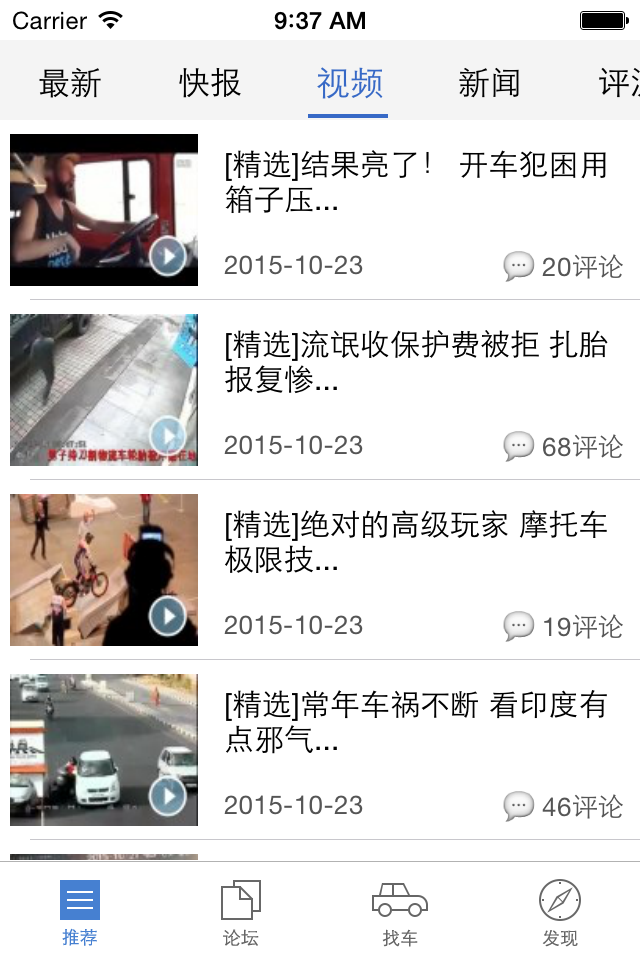 Carrier 9:37 AM
最新 快报 视频 新闻
[精选]结果亮了! 开车犯困用
箱子压...
2015-10-23 20评论
[精选]流氓收保护费被拒 扎胎
报复惨...
2015-10-23 68评论
[精选]绝对的高级玩家 摩托车
极限技...
2015-10-23 19评论
[精选]常年车祸不断 看印度有
点邪气...
2015-10-23 46评论
推荐 论坛 找车 发现